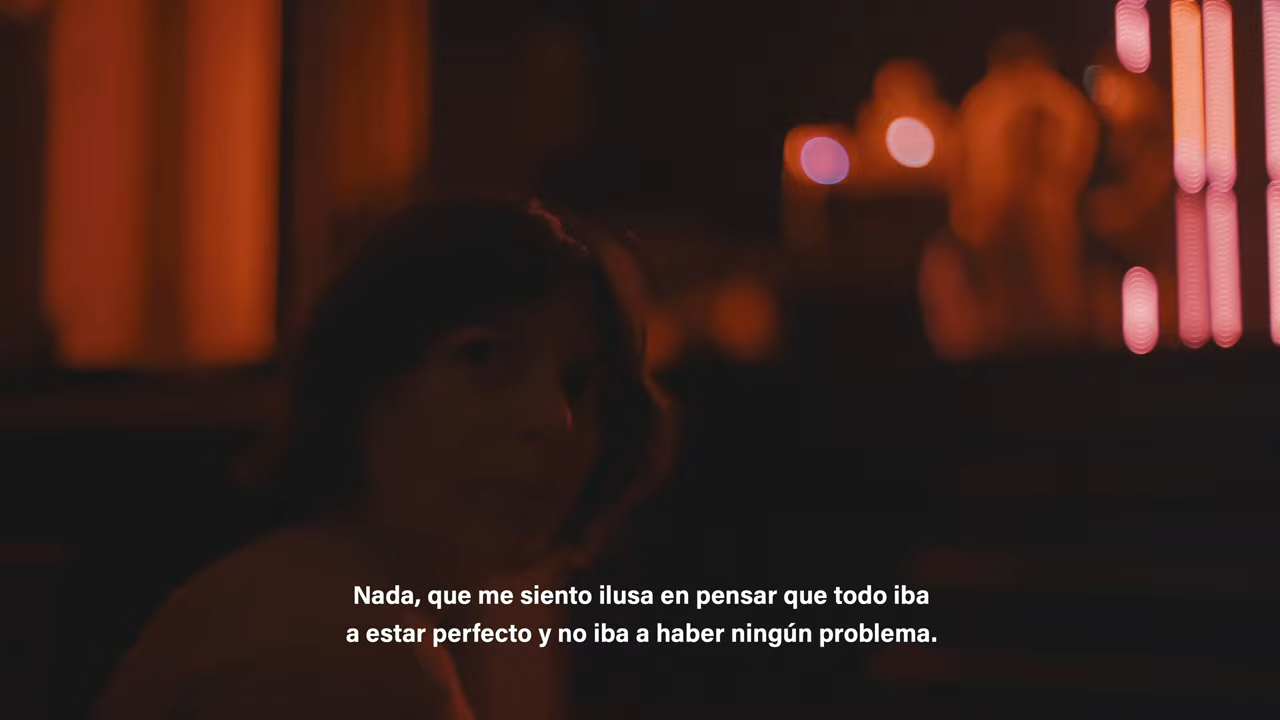 Nada, que me siento ilusa en pensar que todo iba
a estar perfecto y no iba a haber ningún problema.